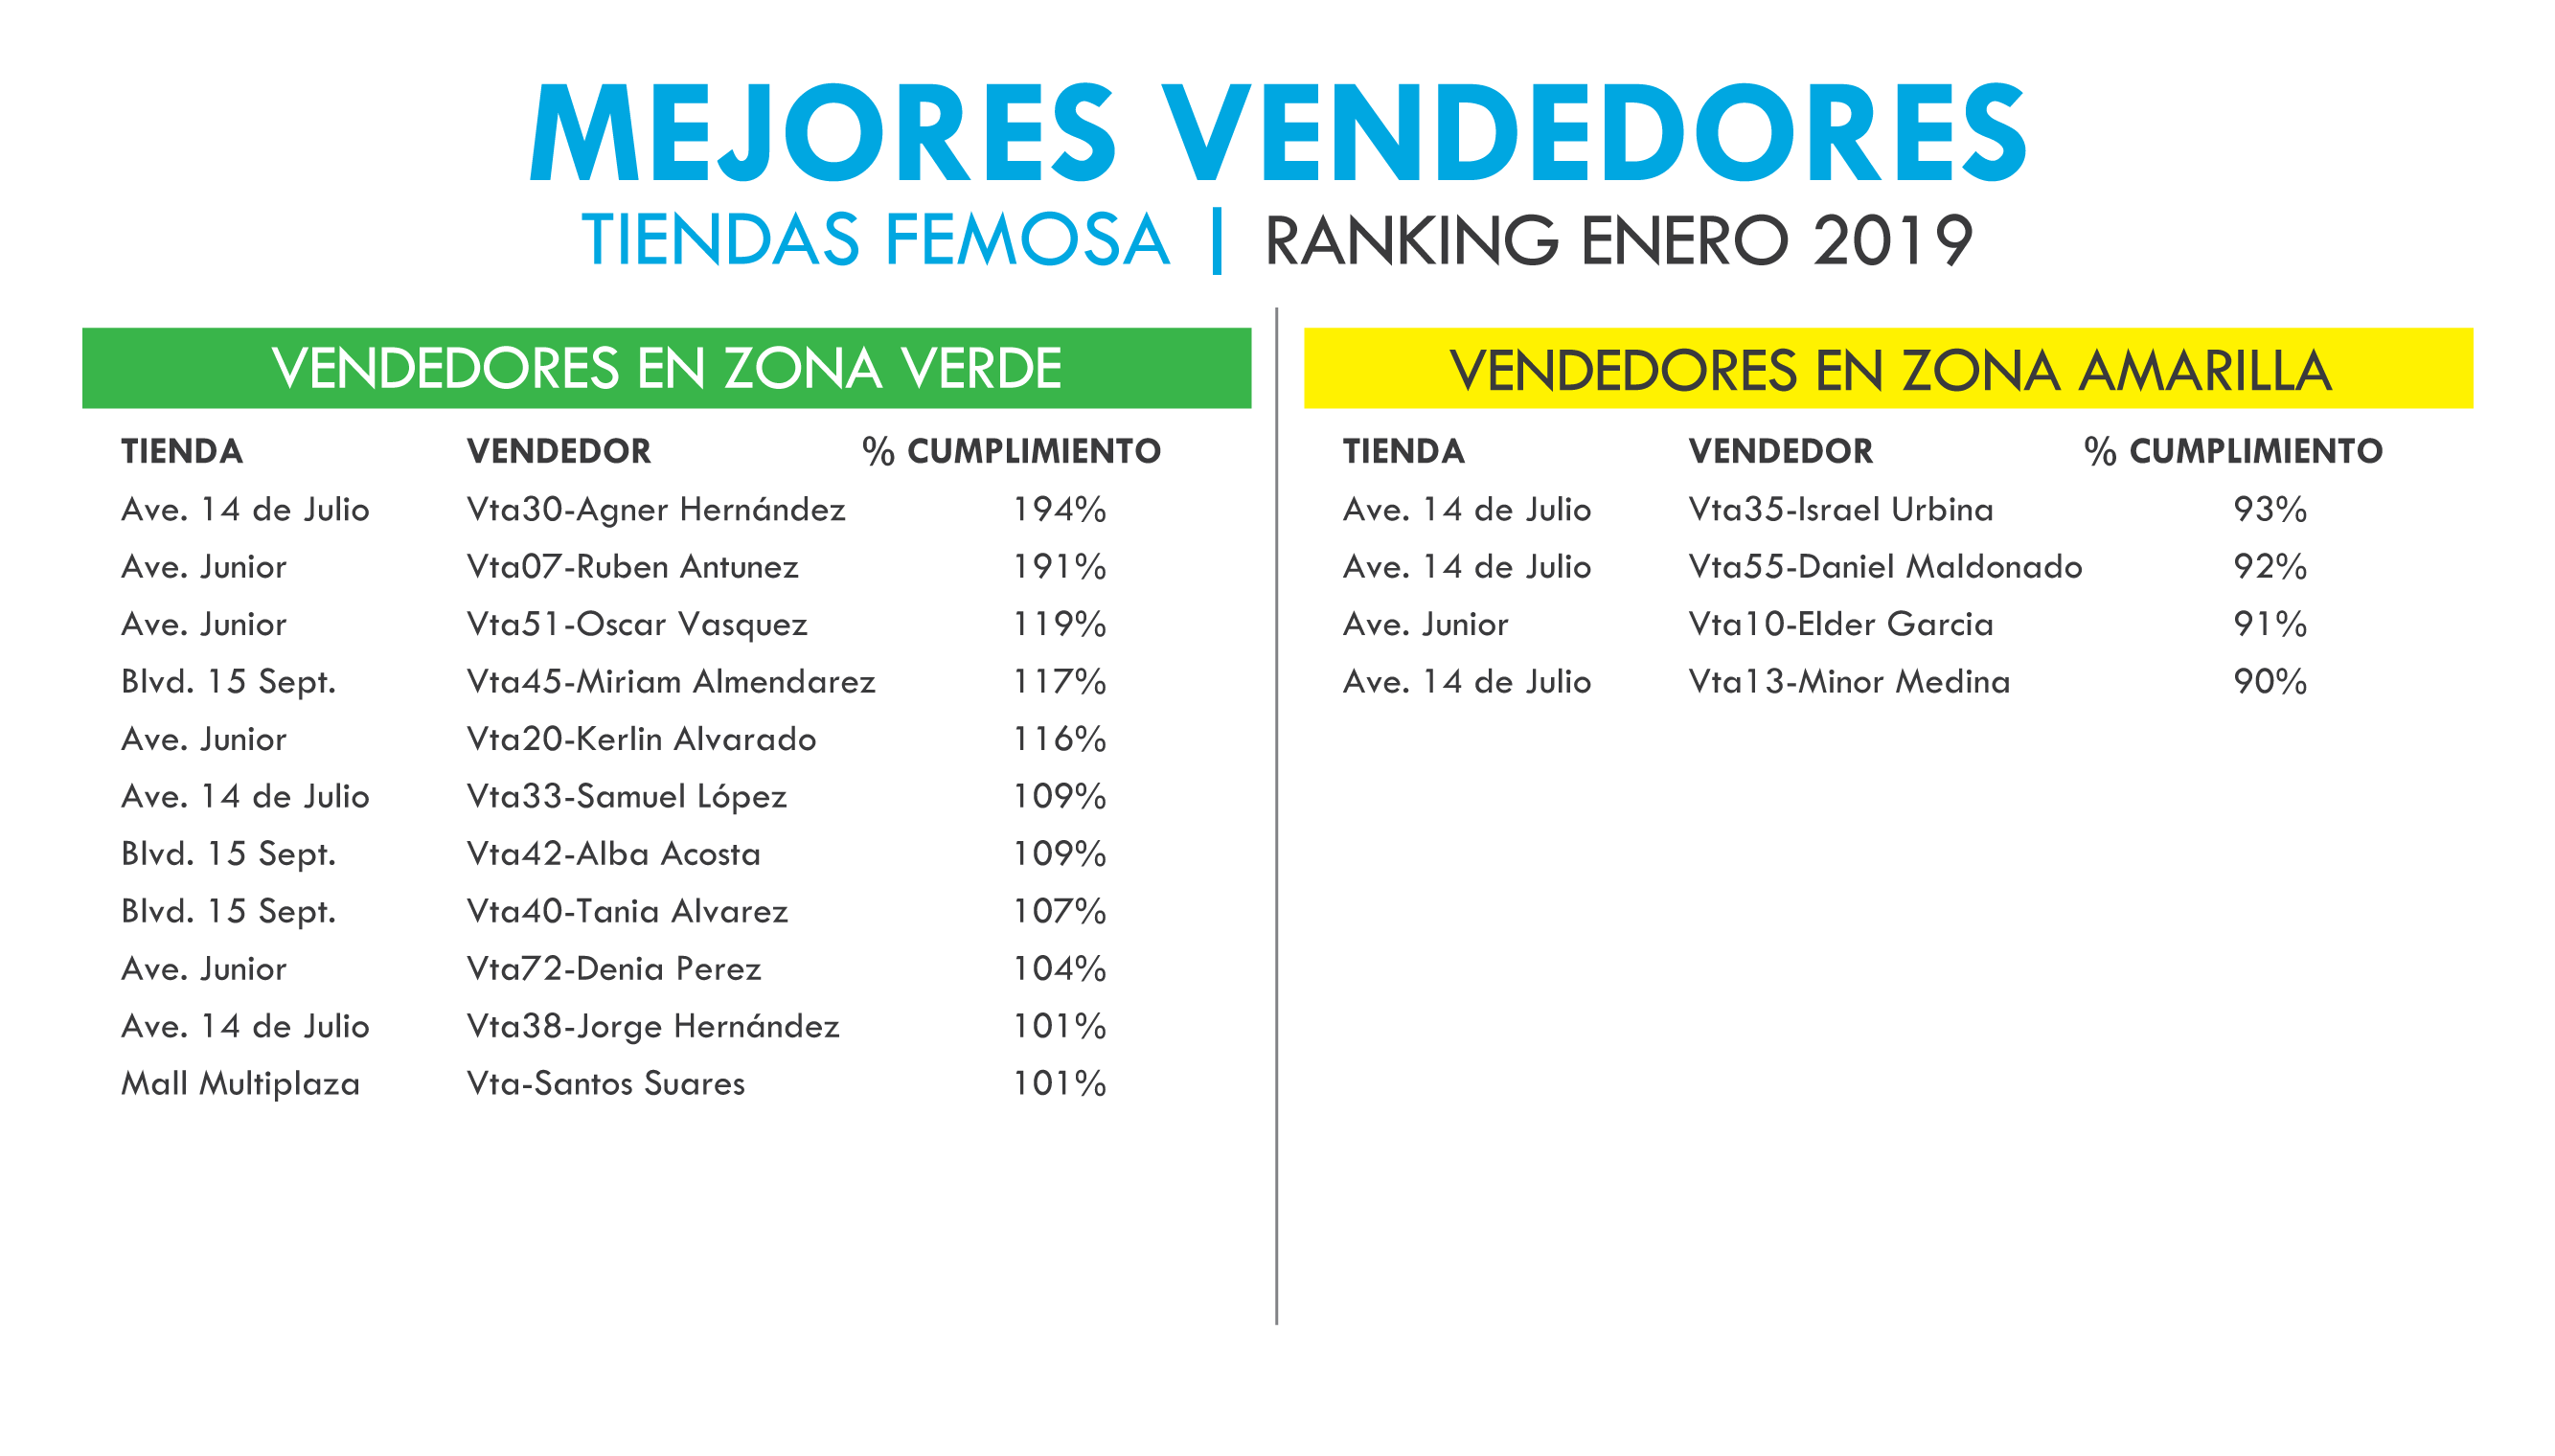 MEJORES VENDEDORES
TIENDAS FEMOSA | RANKING ENERO 2019
VENDEDORES EN ZONA VERDE
TIENDA VENDEDOR % CUMPLIMIENTO
Ave. 14 de Julio Vta30-Agner Hernández 194%
Ave. Junior Vta07-Ruben Antunez 191%
Ave. Junior Vta51-Oscar Vasquez 119%
Blvd. 15 Sept. Vta45-Miriam Almendarez 117%
Ave. Junior Vta20-Kerlin Alvarado 116%
Ave. 14 de Julio Vta33-Samuel López 109%
Blvd. 15 Sept. Vta42-Alba Acosta 109%
Blvd. 15 Sept. Vta40-Tania Alvarez 107%
Ave. Junior Vta72-Denia Perez 104%
Ave. 14 de Julio Vta38-Jorge Hernández 101%
Mall Multiplaza Vta-Santos Suares 101%
VENDEDORES EN ZONA AMARILLA
TIENDA VENDEDOR % CUMPLIMIENTO
Ave. 14 de Julio Vta35-Israel Urbina 93%
Ave. 14 de Julio Vta55-Daniel Maldonado 92%
Ave. Junior Vta10-Elder Garcia 91%
Ave. 14 de Julio Vta13-Minor Medina 90%